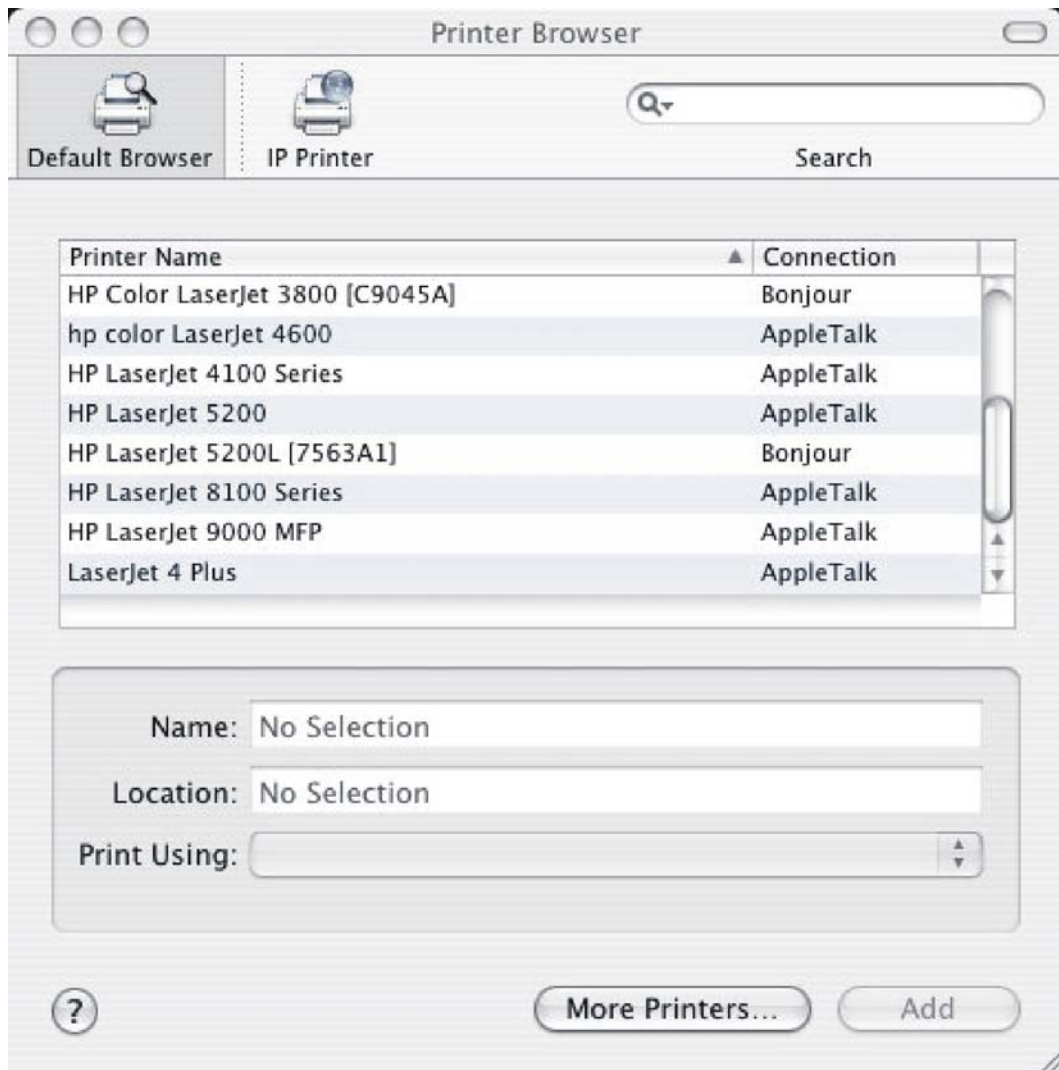 Printer Browser
Default Browser
IP Printer
Search
Printer Name Connection
HP Color LaserJet 3800 [C9045A] Bonjour
hp color LaserJet 4600 AppleTalk
HP LaserJet 4100 Series AppleTalk
HP LaserJet 5200 AppleTalk
HP LaserJet 5200L [7563A1] Bonjour
HP LaserJet 8100 Series AppleTalk
HP LaserJet 9000 MFP AppleTalk
LaserJet 4 Plus AppleTalk
Name: No Selection
Location: No Selection
Print Using:
? More Printers... Add